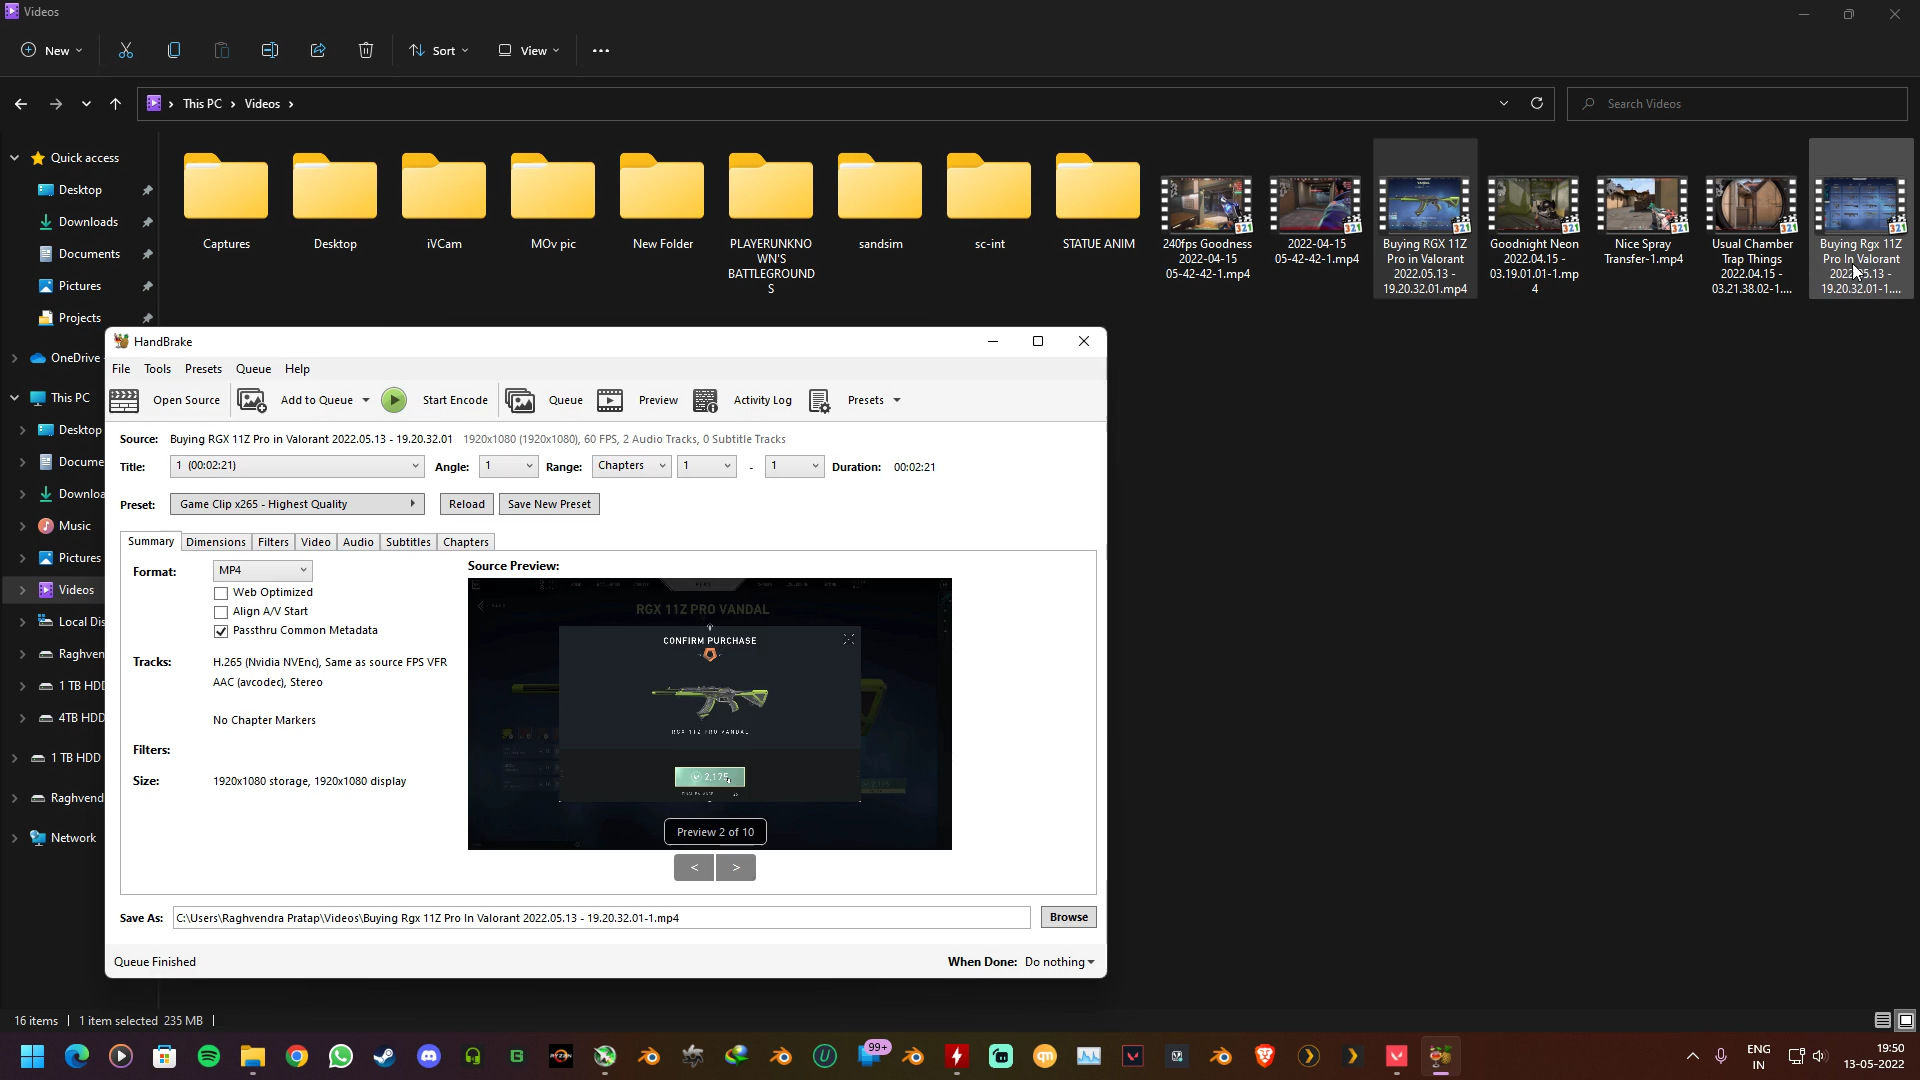 Videos
New
Sort
View
This PC
Videos
Search Videos
Quick access
Desktop
Downloads
Documents
Pictures
Projects
OneDrive
This PC
Desktop
Docume
Downloa
Music
Pictures
Videos
Local Dis
Raghven
1 TB HDD
4TB HDD
1 TB HDD
Raghvend
Network
Captures
Desktop
iVCam
MOv pic
New Folder
PLAYERUNKNO
WN'S
BATTLEGROUND
S
sandsim
sc-int
STATUE ANIM
240fps Goodness
2022-04-15
05-42-42-1.mp4
2022-04-15
05-42-42-1.mp4
Buying RGX 11Z
Pro in Valorant
2022.05.13 -
19.20.32.01.mp4
Goodnight Neon
2022.04.15 -
03.19.01.01-1.mp
4
Nice Spray
Transfer-1.mp4
Usual Chamber
Trap Things
2022.04.15 -
03.21.38.02-1....
Buying Rgx 11Z
Pro In Valorant
2022.05.13 -
19.20.32.01-1....
HandBrake
File Tools Presets Queue Help
Open Source Add to Queue Start Encode Queue Preview Activity Log Presets
Source: Buying RGX 11Z Pro in Valorant 2022.05.13 - 19.20.32.01 1920x1080 (1920x1080), 60 FPS, 2 Audio Tracks, 0 Subtitle Tracks
Title: 1 (00:02:21) Angle: 1 Range: Chapters 1 - 1 Duration: 00:02:21
Preset: Game Clip x265 - Highest Quality Reload Save New Preset
Summary Dimensions Filters Video Audio Subtitles Chapters
Format: MP4
Web Optimized
Align A/V Start
Passthru Common Metadata
Tracks: H.265 (Nvidia NVEnc), Same as source FPS VFR
AAC (avcodec), Stereo
No Chapter Markers
Filters:
Size: 1920x1080 storage, 1920x1080 display
Source Preview:
RGX 11Z PRO VANDAL
CONFIRM PURCHASE
RGX 11Z PRO VANDAL
2,175
Preview 2 of 10
< >
Save As: C:\Users\Raghvendra Pratap\Videos\Buying Rgx 11Z Pro In Valorant 2022.05.13 - 19.20.32.01-1.mp4 Browse
Queue Finished
When Done: Do nothing
16 items 1 item selected 235 MB
99+
ENG
IN
19:50
13-05-2022